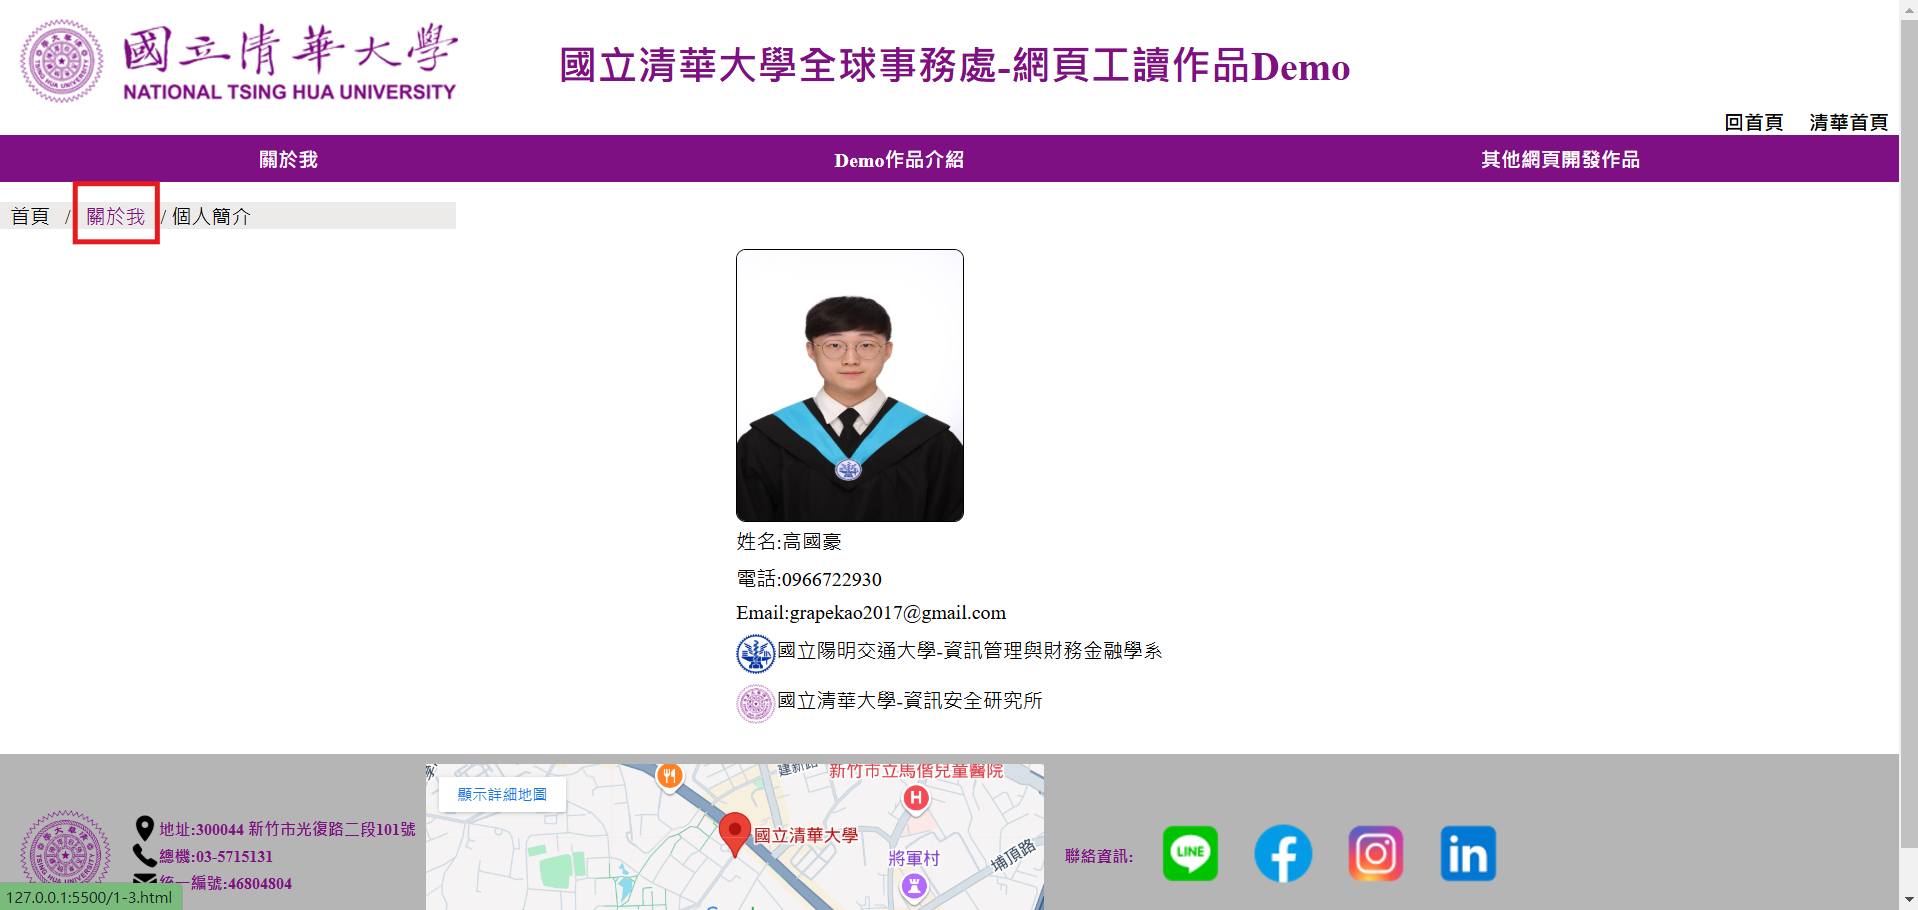 國立清華大學
NATIONAL TSING HUA UNIVERSITY
國立清華大學全球事務處-網頁工讀作品Demo
回首頁 清華首頁
關於我 Demo作品介紹 其他網頁開發作品
首頁 / 關於我 / 個人簡介
姓名:高國豪
電話:0966722930
Email:grapekao2017@gmail.com
國立陽明交通大學-資訊管理與財務金融學系
國立清華大學-資訊安全研究所
地址:300044 新竹市光復路二段101號
總機:03-5715131
統一編號:46804804
顯示詳細地圖
建新路
新竹市立馬偕兒童醫院
H
國立清華大學
將軍村
埔頂路
聯絡資訊:
LINE
in
127.0.0.1:5500/1-3.html